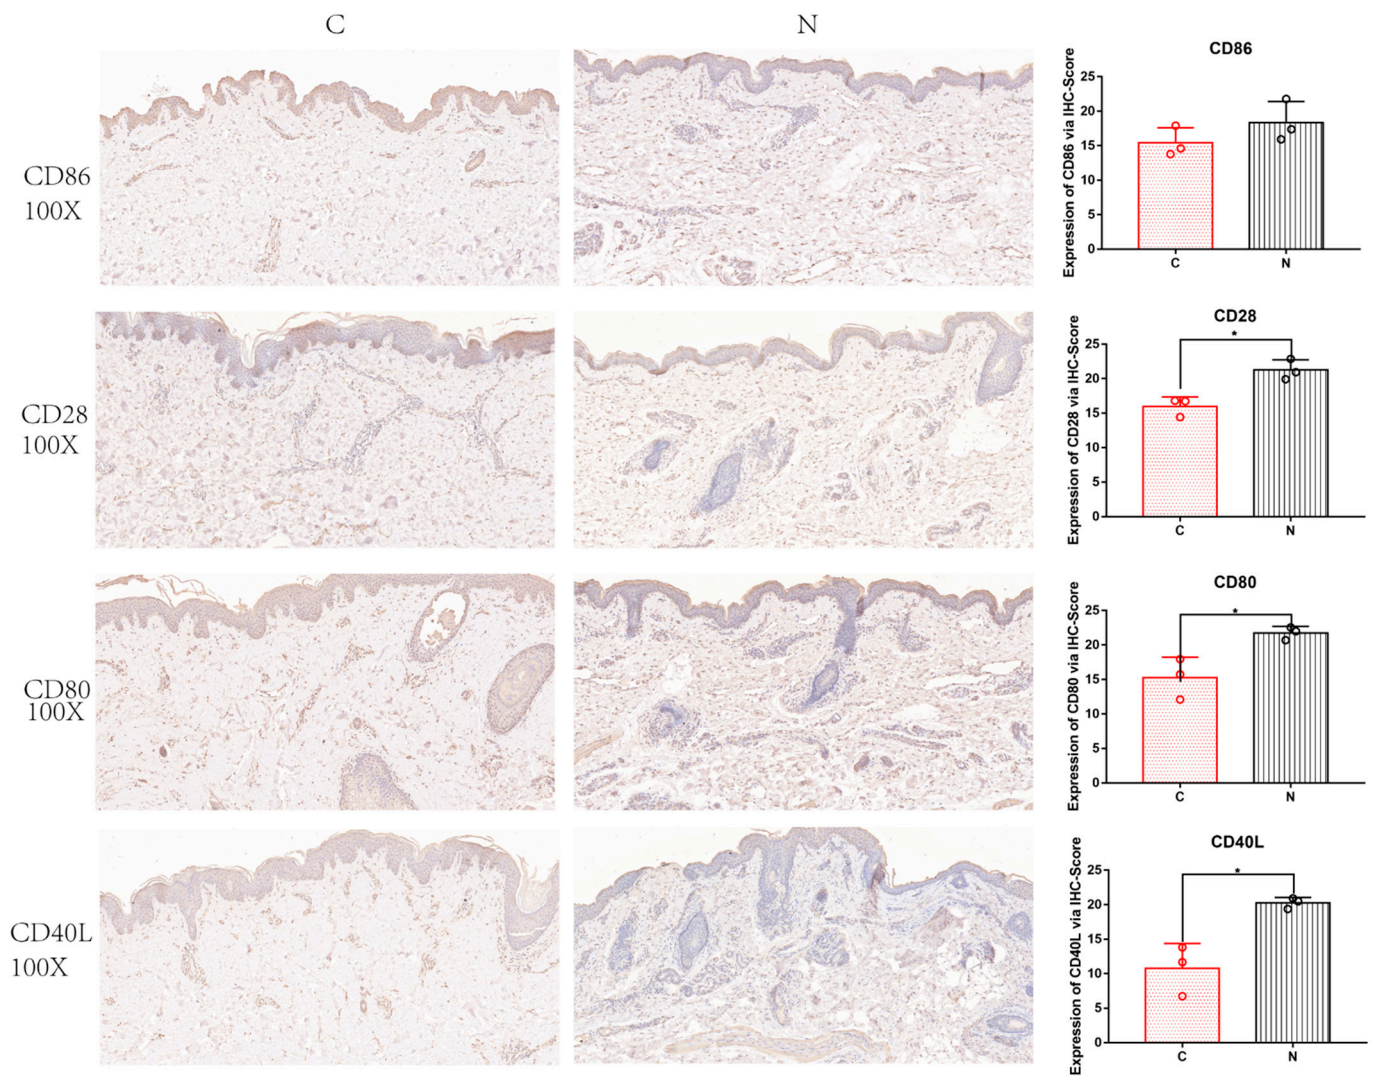 C
N
CD86
100X
CD86
Expression of CD86 via IHC-Score
25
20
15
10
5
0
C
N
CD28
100X
CD28
Expression of CD28 via IHC-Score
25
20
15
10
5
0
*
C
N
CD80
100X
CD80
Expression of CD80 via IHC-Score
25
20
15
10
5
0
*
C
N
CD40L
100X
CD40L
Expression of CD40L via IHC-Score
25
20
15
10
5
0
*
C
N